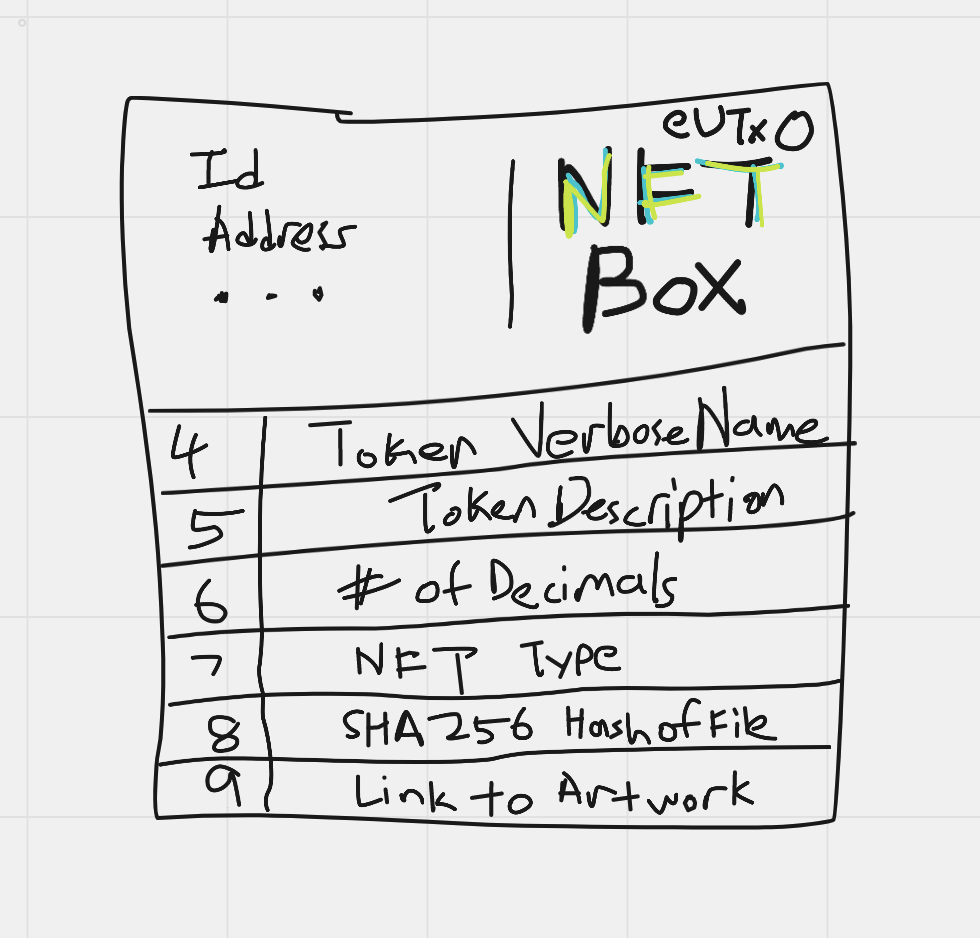 eUTxO
Id
Address
...
NFT
Box
4 Token VerboseName
5 Token Description
6 # of Decimals
7 NFT Type
8 SHA256 Hash of File
9 Link to Artwork